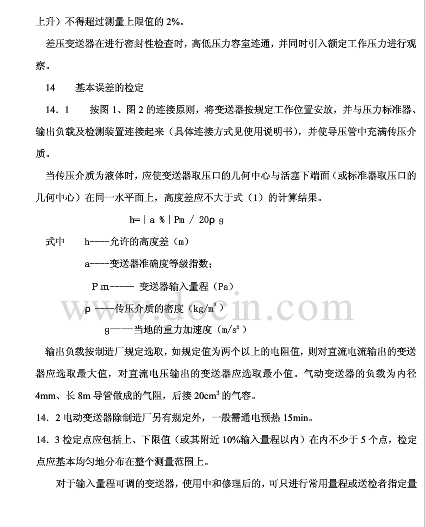 上升）不得超过测量上限值的 2%。
差压变送器在进行密封性检查时，高低压力容室连通，并同时引入额定工作压力进行观
察。
14 基本误差的检定
14．1 按图 1、图 2 的连接原则，将变送器按规定工作位置安放，并与压力标准器、
输出负载及检测装置连接起来（具体连接方式见使用说明书），并使导压管中充满传压介
质。
当传压介质为液体时，应使变送器取压口的几何中心与活塞下端面（或标准器取压口的
几何中心）在同一水平面上，高度差应不大于式（1）的计算结果。
h=｜a %｜Pm / 20ρg
式中 h----允许的高度差（m）
a----变送器准确度等级指数；
Pm----- 变送器输入量程（Pa）
ρ ----传压介质的密度（kg/m³）
g----当地的重力加速度（m/s²）
www.docin.com
输出负载按制造厂规定选取，如规定值为两个以上的电阻值，则对直流电流输出的变送
器应选取最大值，对直流电压输出的变送器应选取最小值。气动变送器的负载为内径
4mm、长 8m 导管做成的气阻，后接 20cm³ 的气容。
14．2 电动变送器除制造厂另有规定外，一般需通电预热 15min。
14．3 检定点应包括上、下限值（或其附近 10%输入量程以内）在内不少于 5 个点，检定
点应基本均匀地分布在整个测量范围上。
对于输入量程可调的变送器，使用中和修理后的，可只进行常用量程或送检者指定量